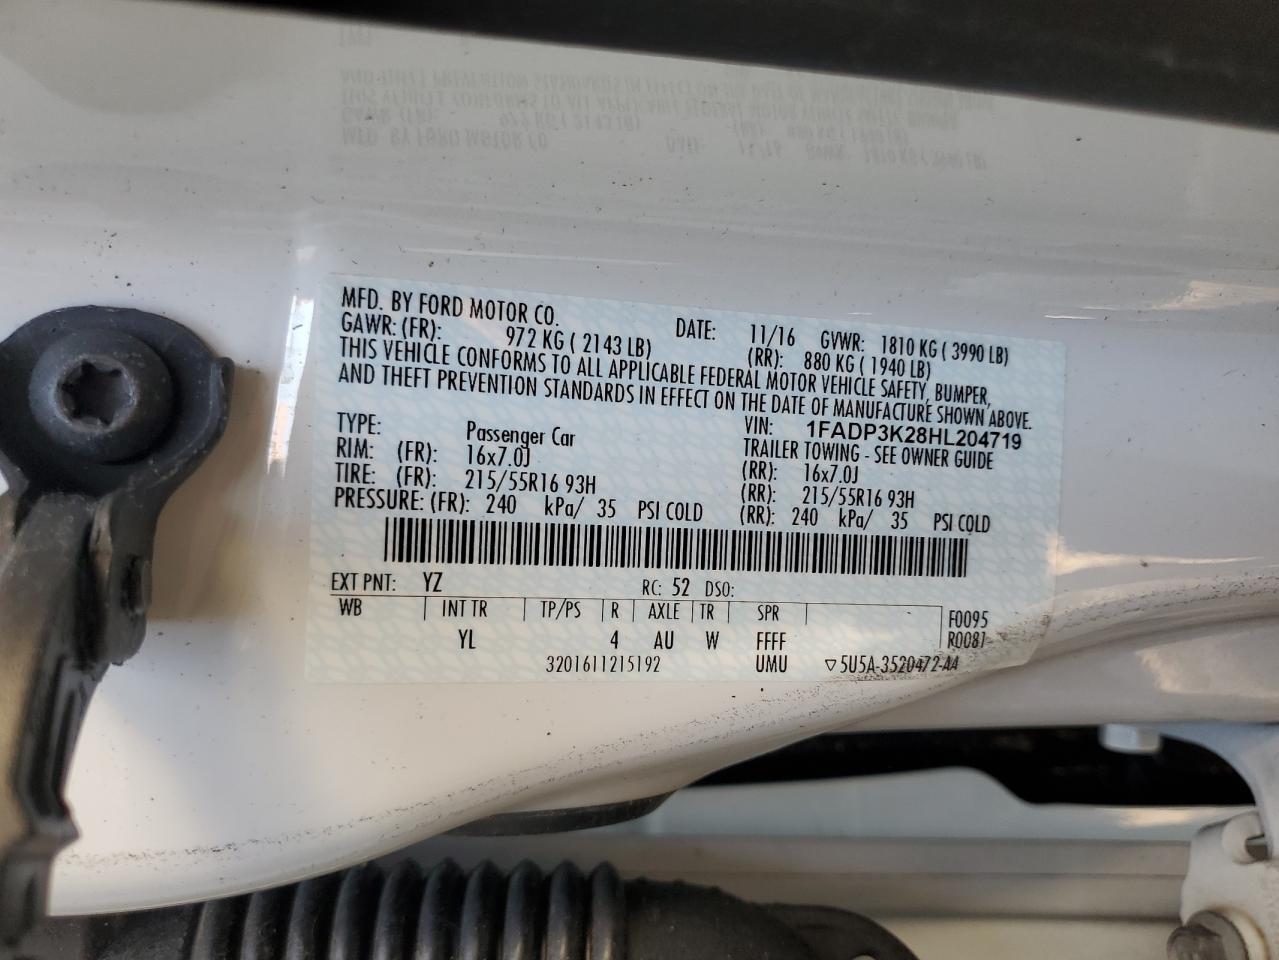 MFD. BY FORD MOTOR CO. DATE: 11/16 GVWR: 1810 KG ( 3990 LB)
GAWR: (FR): 972 KG ( 2143 LB) (RR): 880 KG ( 1940 LB)
THIS VEHICLE CONFORMS TO ALL APPLICABLE FEDERAL MOTOR VEHICLE SAFETY, BUMPER,
AND THEFT PREVENTION STANDARDS IN EFFECT ON THE DATE OF MANUFACTURE SHOWN ABOVE.
VIN: 1FADP3K28HL204719
TYPE: Passenger Car TRAILER TOWING - SEE OWNER GUIDE
RIM: (FR): 16x7.0J (RR): 16x7.0J
TIRE: (FR): 215/55R16 93H (RR): 215/55R16 93H
PRESSURE: (FR): 240 kPa/ 35 PSI COLD (RR): 240 kPa/ 35 PSI COLD
EXT PNT: YZ RC: 52 DSO:
WB INT TR TP/PS R AXLE TR SPR F0095
YL 4 AU W FFFF R0081
3201611215192 UMU ▽5U5A-3520472-AA